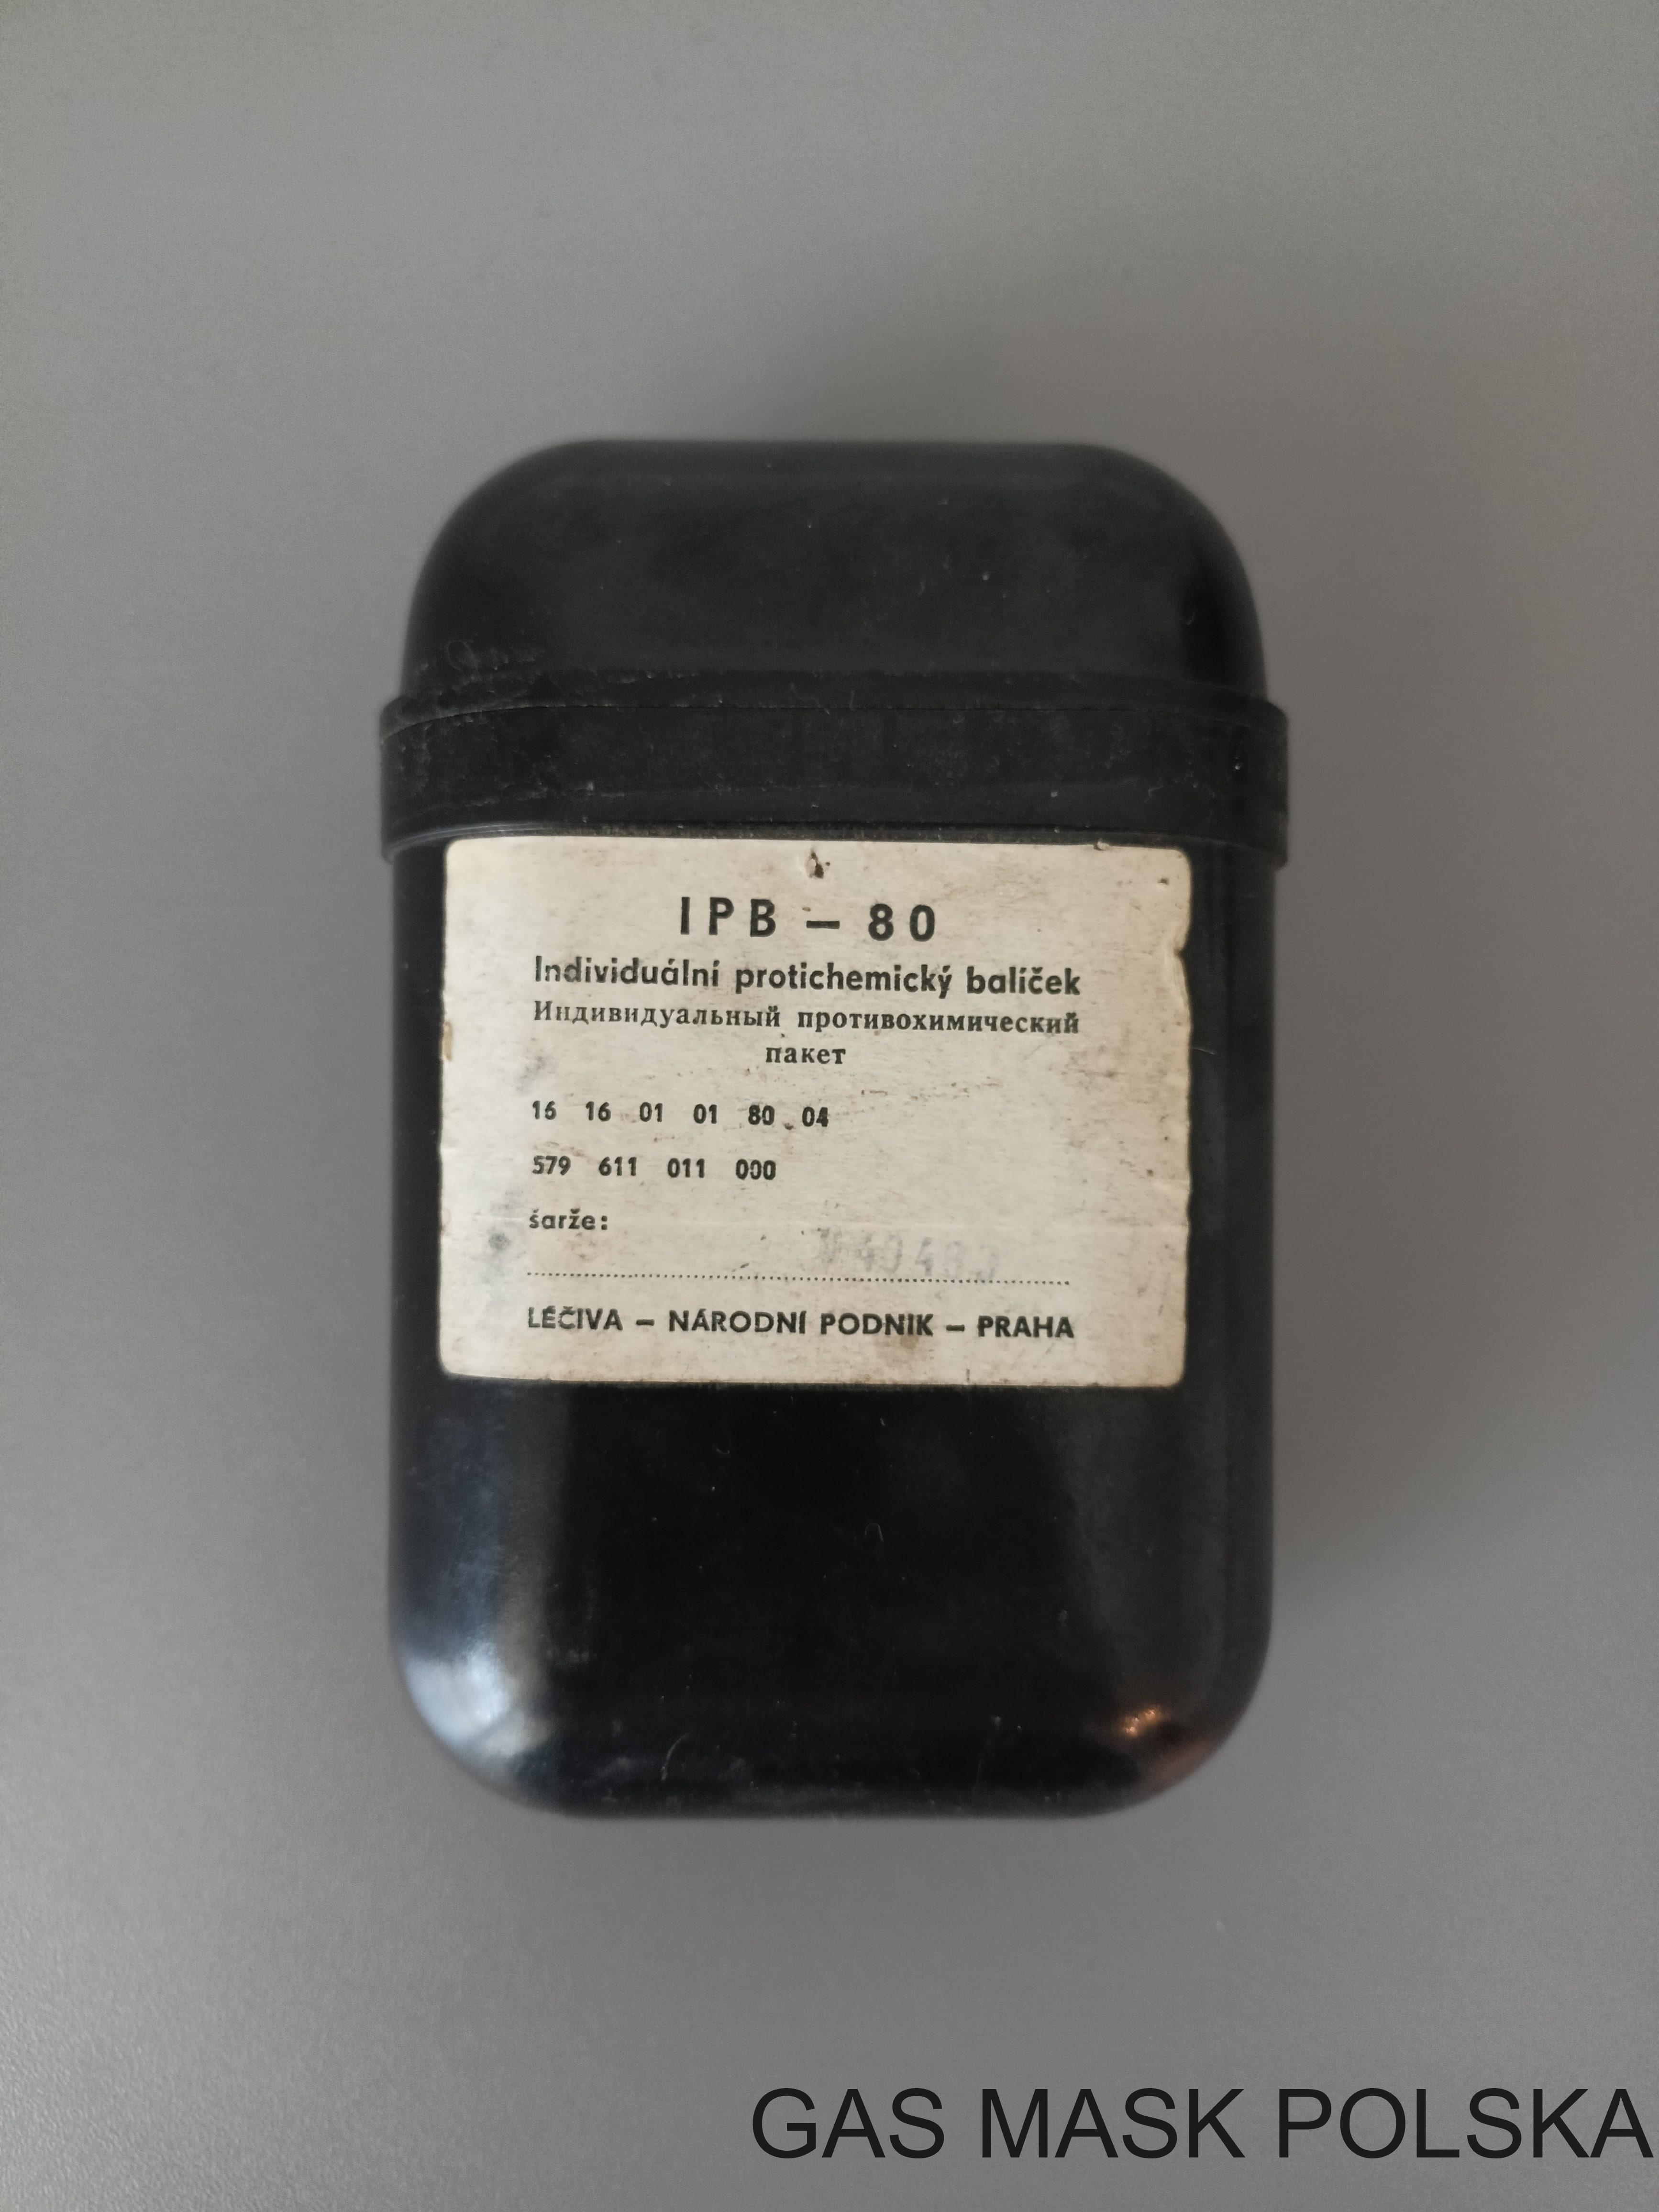 IPB – 80
Individuální protichemický balíček
Индивидуальный противохимический
пакет
16 16 01 01 80 04
579 611 011 000
šarže:
LÉČIVA – NÁRODNÍ PODNIK – PRAHA
GAS MASK POLSKA